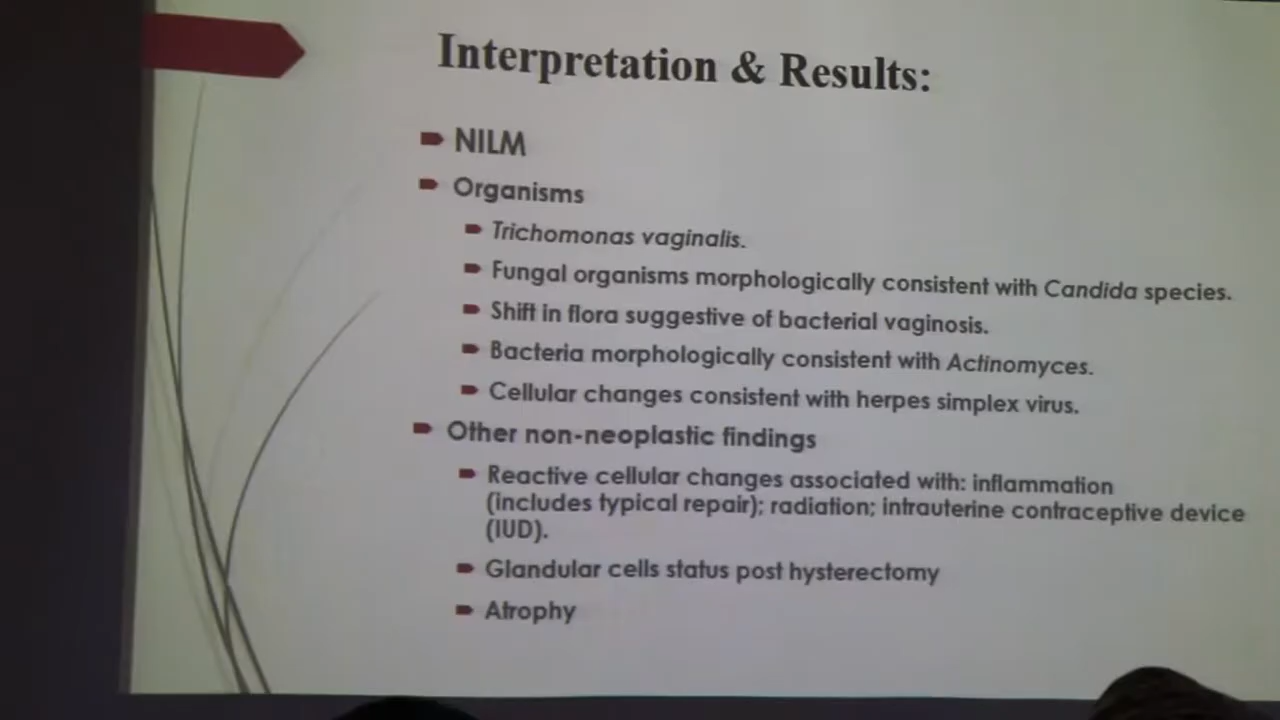 Interpretation & Results:
NILM
Organisms
Trichomonas vaginalis.
Fungal organisms morphologically consistent with Candida species.
Shift in flora suggestive of bacterial vaginosis.
Bacteria morphologically consistent with Actinomyces.
Cellular changes consistent with herpes simplex virus.
Other non-neoplastic findings
Reactive cellular changes associated with: inflammation
(includes typical repair); radiation; intrauterine contraceptive device
(IUD).
Glandular cells status post hysterectomy
Atrophy